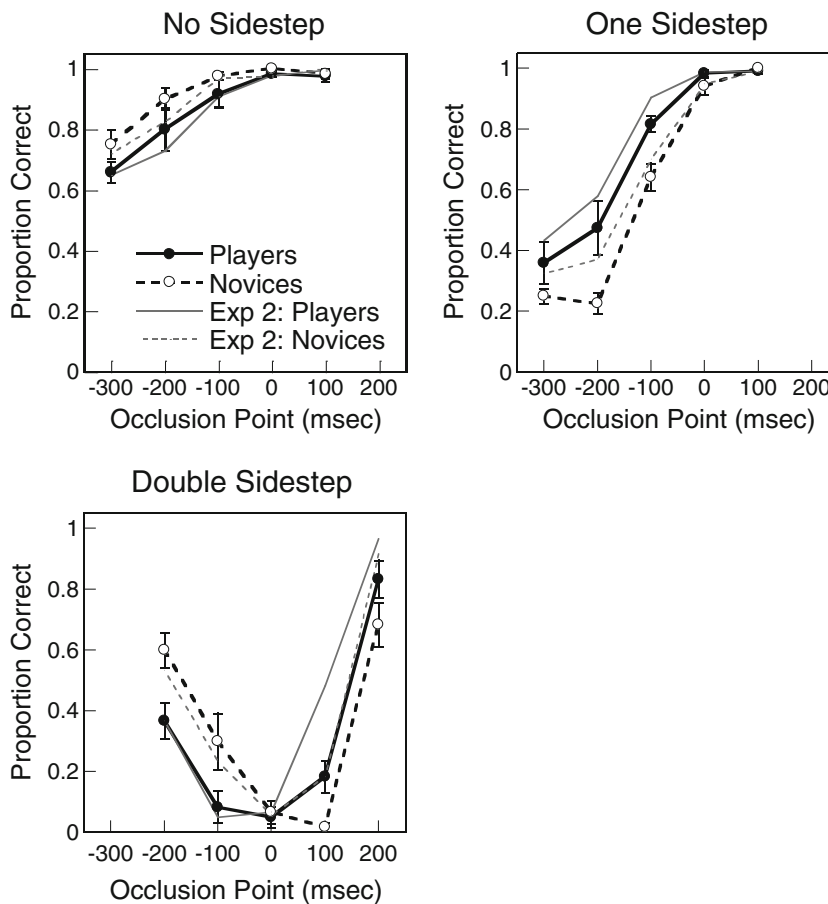 No Sidestep
Proportion Correct
1
0.8
0.6
0.4
0.2
0
Players
Novices
Exp 2: Players
Exp 2: Novices
-300 -200 -100 0 100 200
Occlusion Point (msec)
One Sidestep
Proportion Correct
1
0.8
0.6
0.4
0.2
0
-300 -200 -100 0 100 200
Occlusion Point (msec)
Double Sidestep
Proportion Correct
1
0.8
0.6
0.4
0.2
0
-300 -200 -100 0 100 200
Occlusion Point (msec)